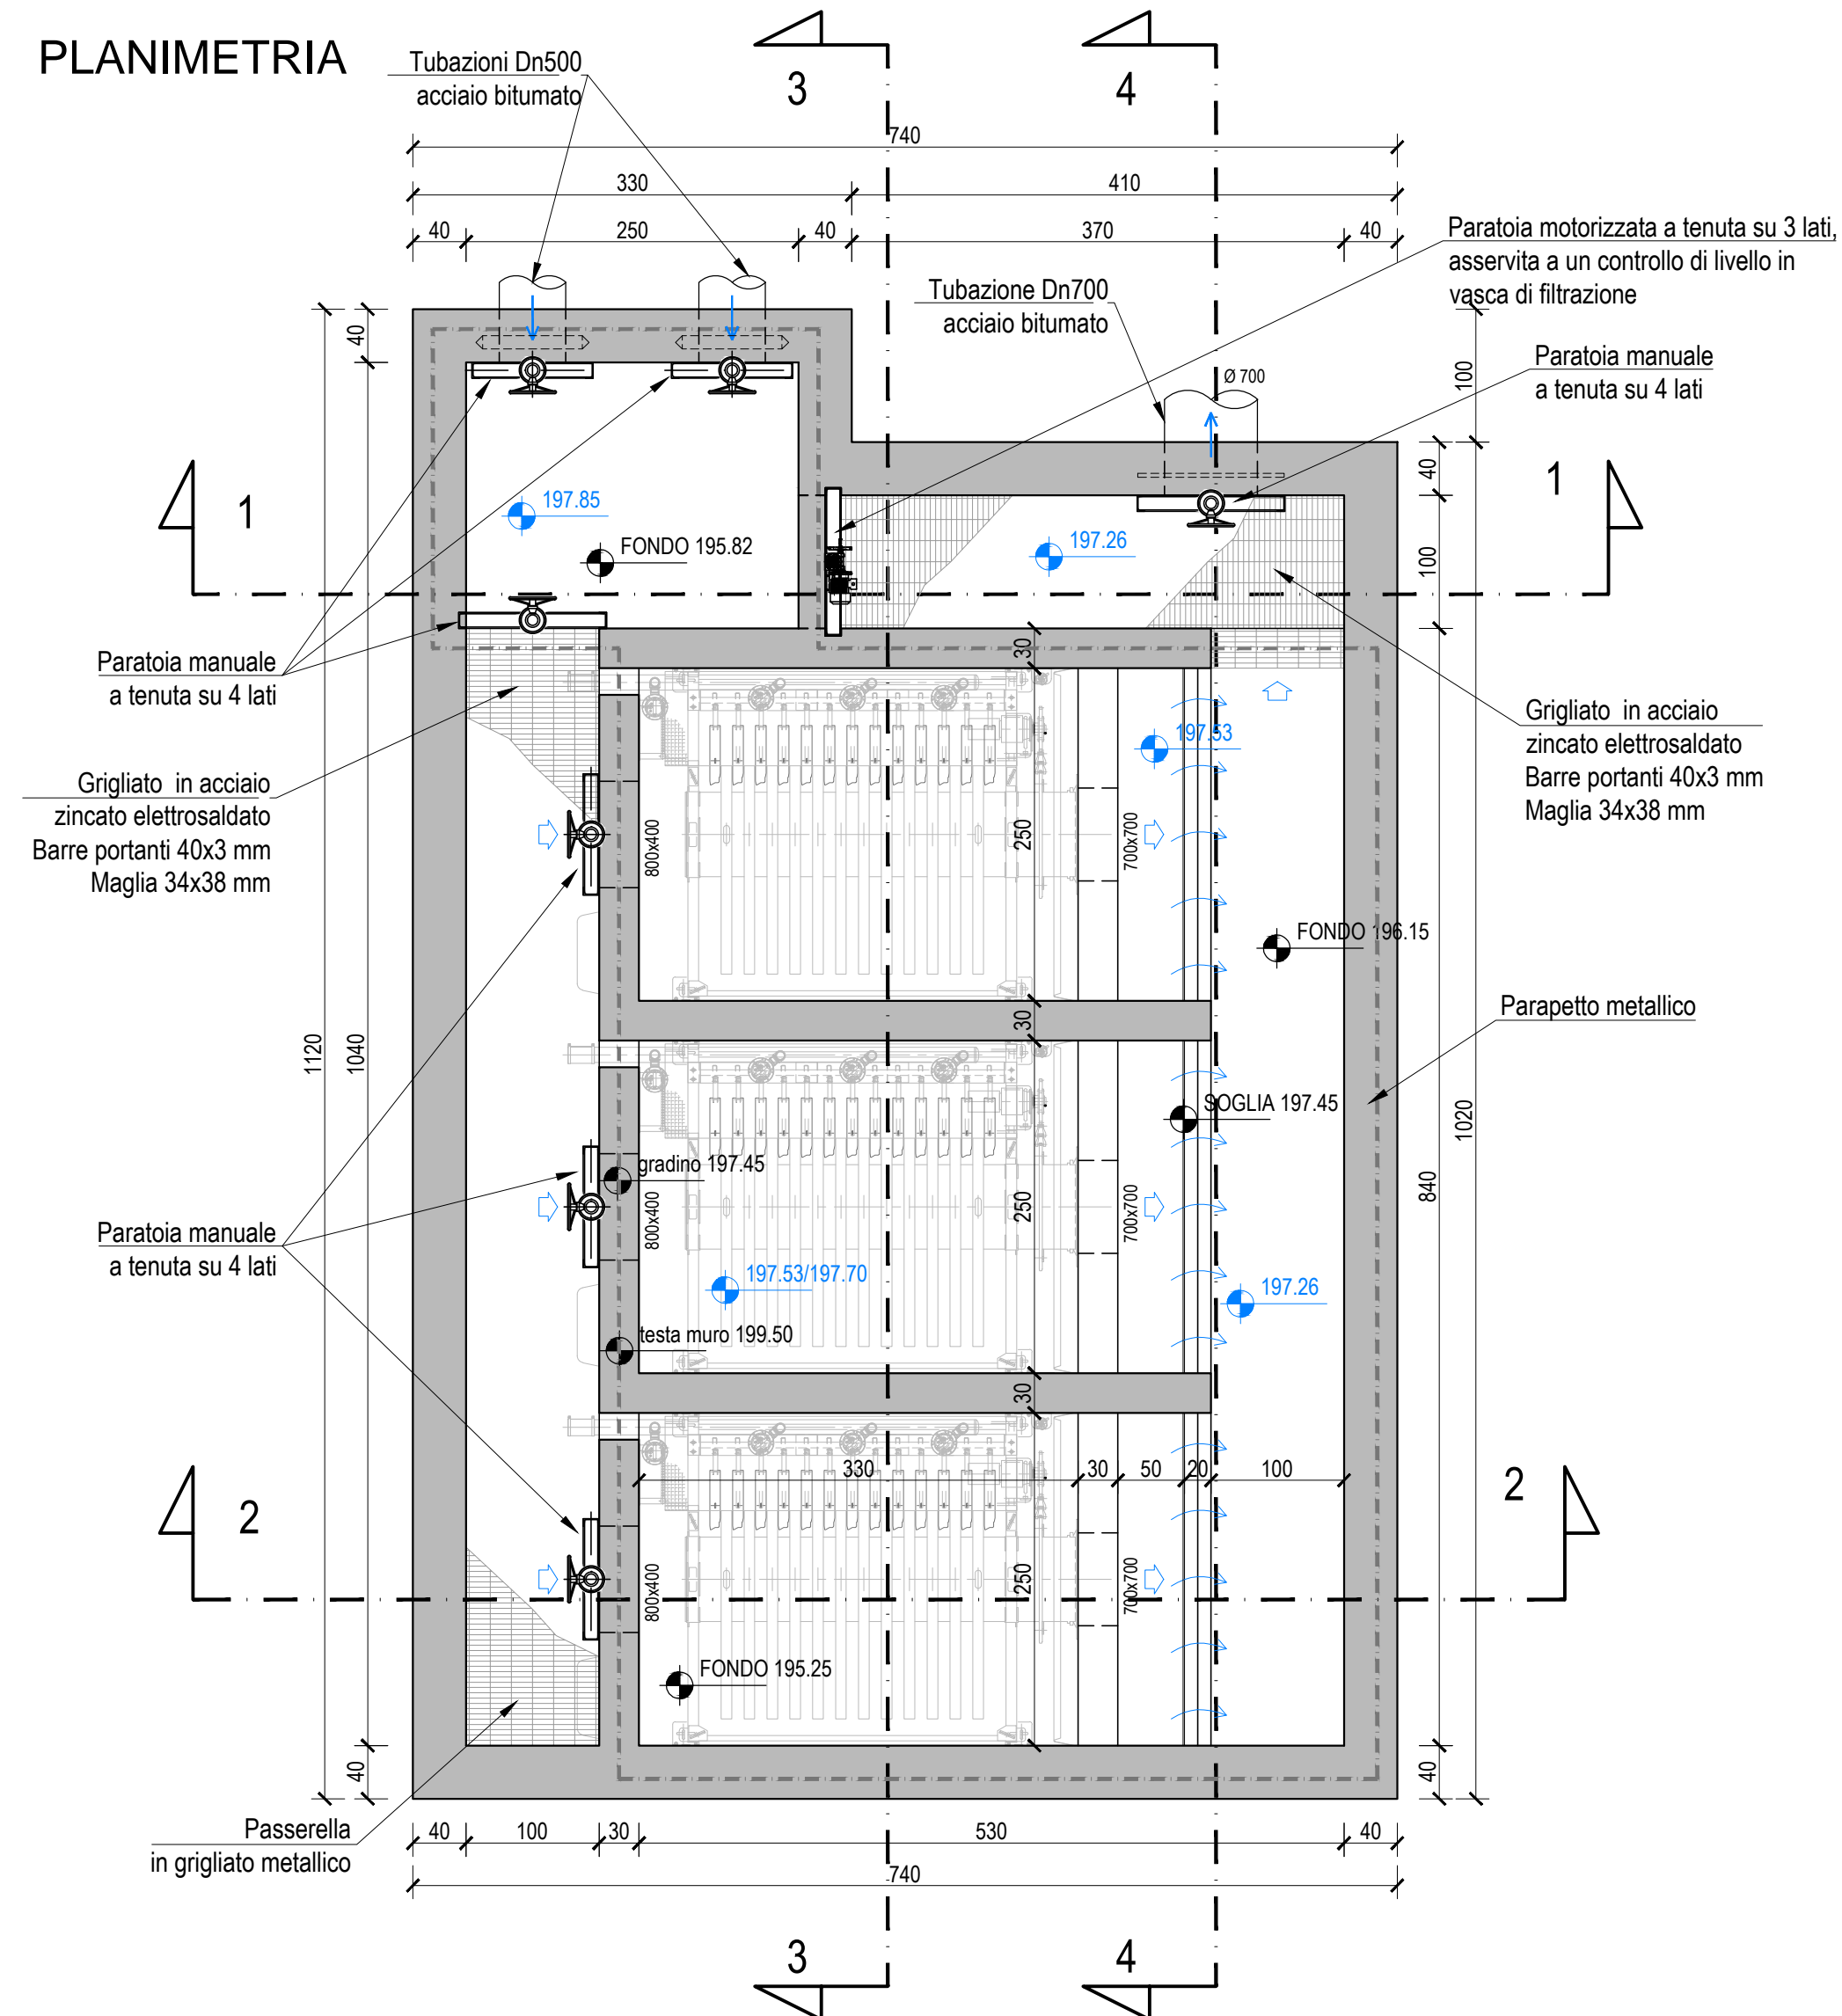 PLANIMETRIA
Tubazioni Dn500
acciaio bitumato
3
4
740
330
410
40
250
40
370
40
Paratoia motorizzata a tenuta su 3 lati,
asservita a un controllo di livello in
vasca di filtrazione
Tubazione Dn700
acciaio bitumato
Paratoia manuale
a tenuta su 4 lati
Ø 700
40
100
40
1
1
197.85
FONDO 195.82
197.26
100
Paratoia manuale
a tenuta su 4 lati
30
Grigliato in acciaio
zincato elettrosaldato
Barre portanti 40x3 mm
Maglia 34x38 mm
197.53
Grigliato in acciaio
zincato elettrosaldato
Barre portanti 40x3 mm
Maglia 34x38 mm
800x400
250
700x700
FONDO 196.15
Parapetto metallico
30
1120
1040
SOGLIA 197.45
1020
840
gradino 197.45
800x400
250
700x700
Paratoia manuale
a tenuta su 4 lati
197.53/197.70
197.26
testa muro 199.50
30
330
30
50
20
100
2
2
800x400
250
700x700
FONDO 195.25
40
40
Passerella
in grigliato metallico
40
100
30
530
40
740
3
4